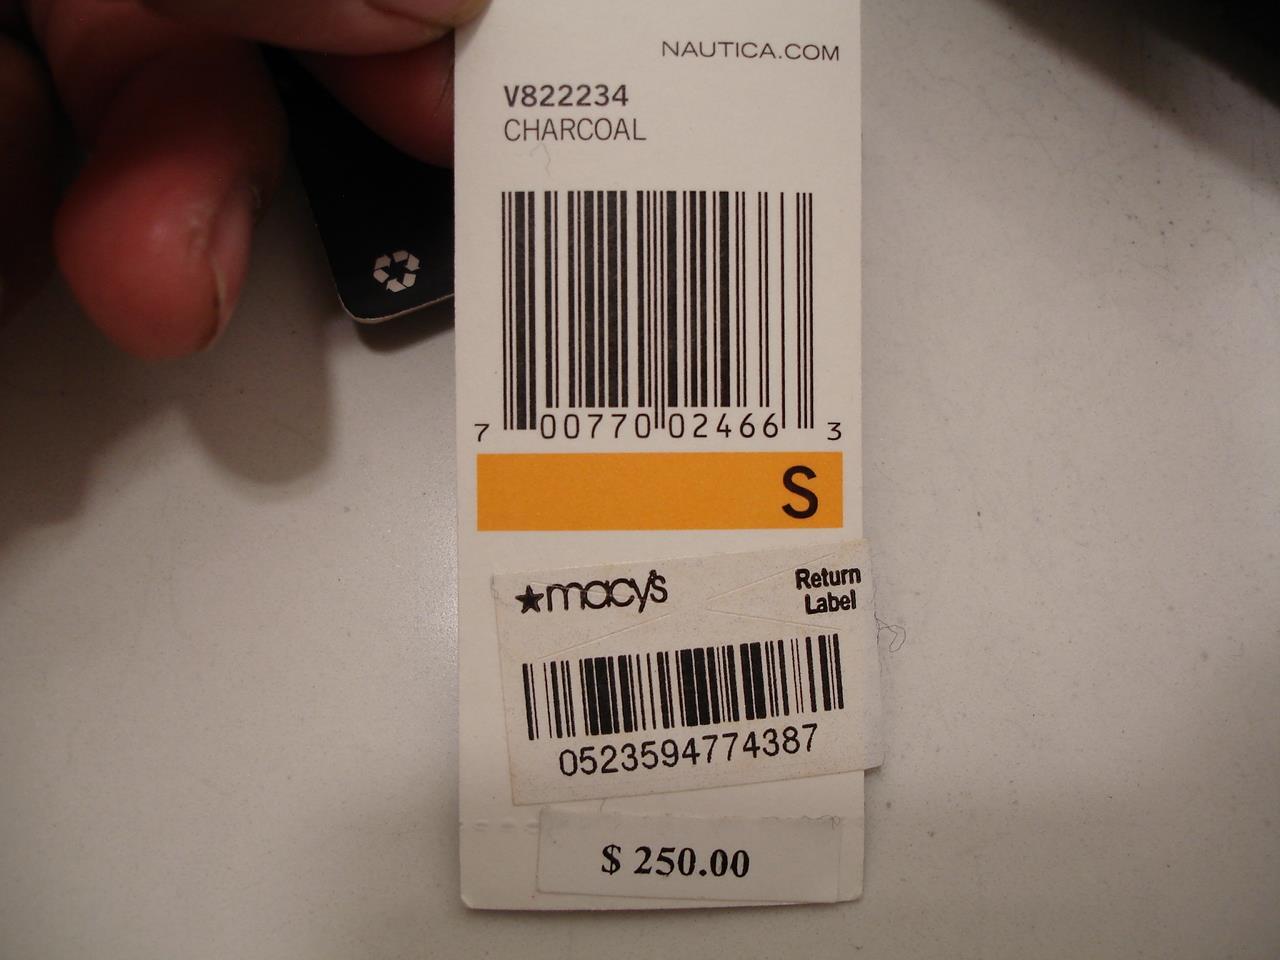 NAUTICA.COM
V822234
CHARCOAL
7 00770 02466 3
S
macy's
Return
Label
0523594774387
$ 250.00